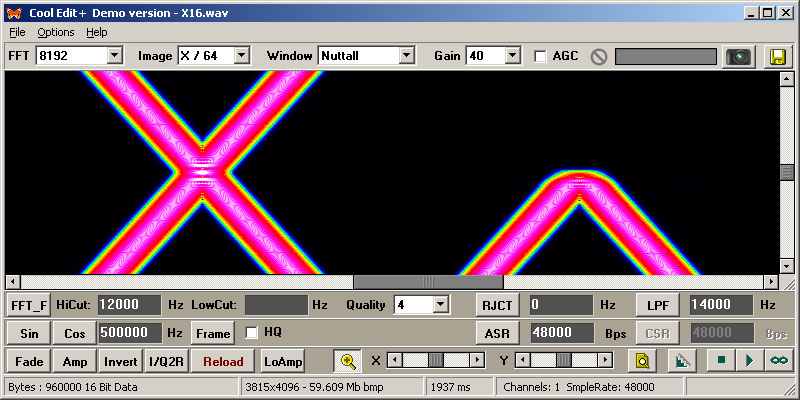 Cool Edit+ Demo version - X16.wav
File Options Help
FFT 8192 Image X / 64 Window Nuttall Gain 40 AGC
FFT_F HiCut: 12000 Hz LowCut: Hz Quality 4 RJCT 0 Hz LPF 14000 Hz
Sin Cos 500000 Hz Frame HQ ASR 48000 Bps CSR 48000 Bps
Fade Amp Invert I/Q2R Reload LoAmp X Y
Bytes : 960000 16 Bit Data 3815x4096 - 59.609 Mb bmp 1937 ms Channels: 1 SmpleRate: 48000